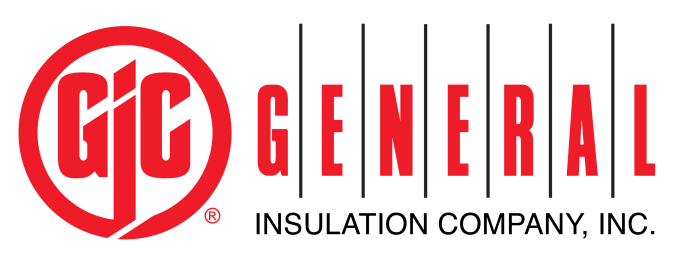 GIC
®
GENERAL
INSULATION COMPANY, INC.